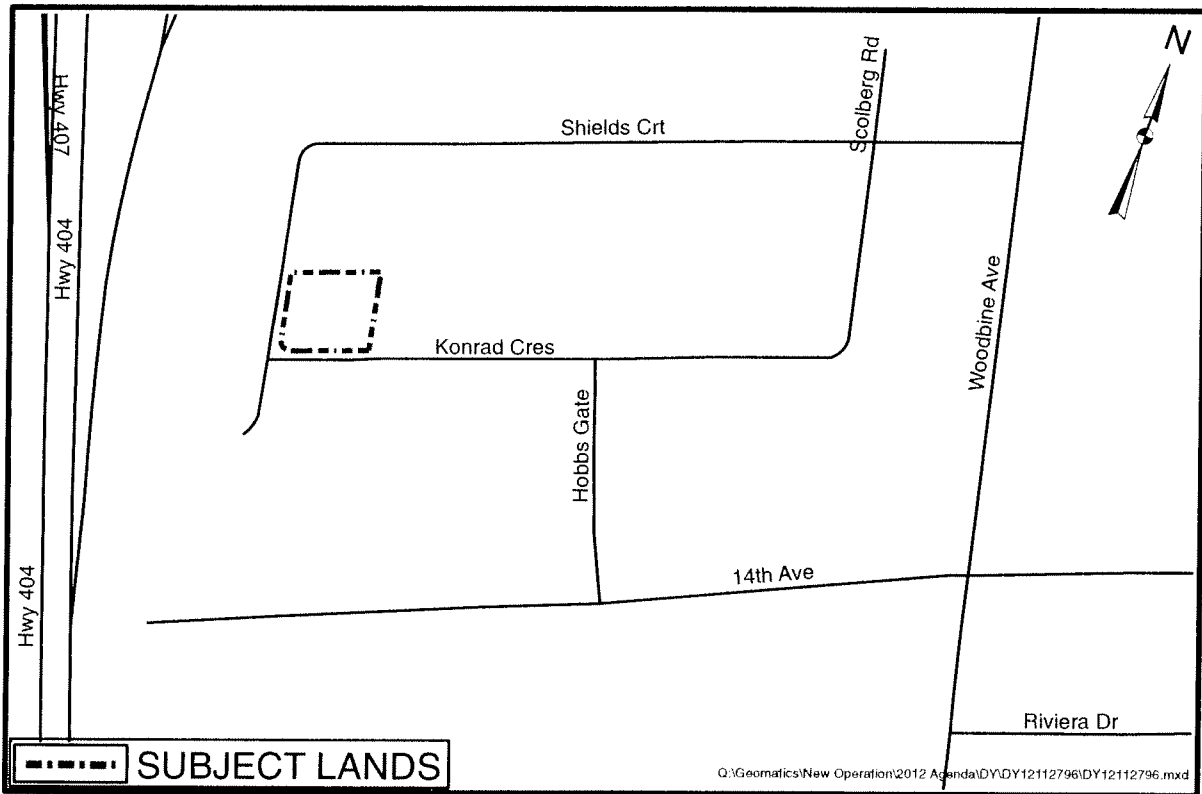 N
Hwy 407
Scolberg Rd
Shields Crt
Hwy 404
Woodbine Ave
Konrad Cres
Hobbs Gate
14th Ave
Hwy 404
Riviera Dr
SUBJECT LANDS
Q:\Geomatics\New Operation\2012 Agenda\DY\DY12112796\DY12112796.mxd